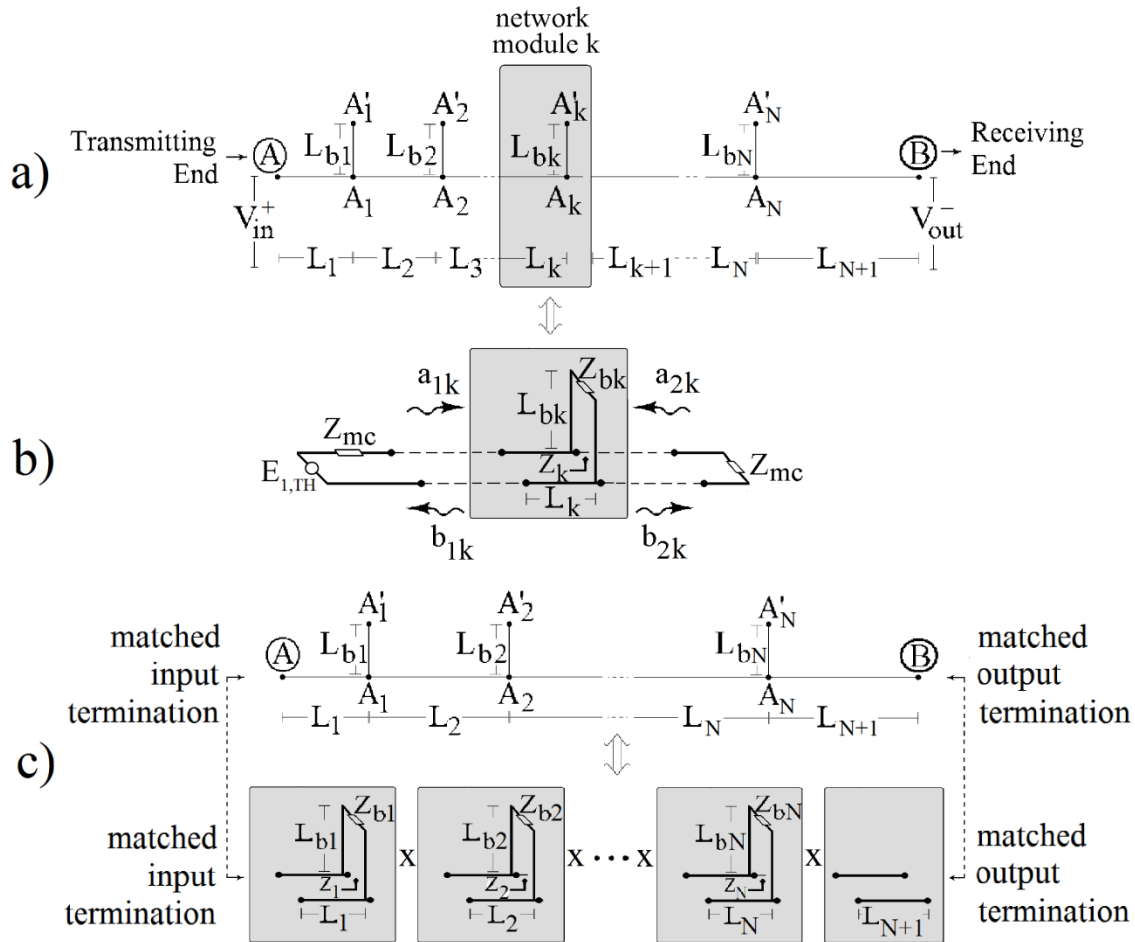 network
module k
A'1 A'2 A'k A'N
Transmitting
End
A
B
Receiving
End
a)
Lb1 Lb2 Lbk LbN
A1 A2 Ak AN
Vin+
Vout−
L1 L2 L3 Lk Lk+1 LN LN+1
b)
a1k
a2k
Zbk
Lbk
Zmc
Zk
Zmc
E1,TH
Lk
b1k
b2k
A'1 A'2 A'N
matched
input
termination
A
Lb1 Lb2 LbN
B
matched
output
termination
A1 A2 AN
L1 L2 LN LN+1
c)
Zb1 Zb2 ZbN
Lb1 Lb2 LbN
matched
input
termination
x x ··· x x
matched
output
termination
Z1 Z2 ZN
L1 L2 LN LN+1